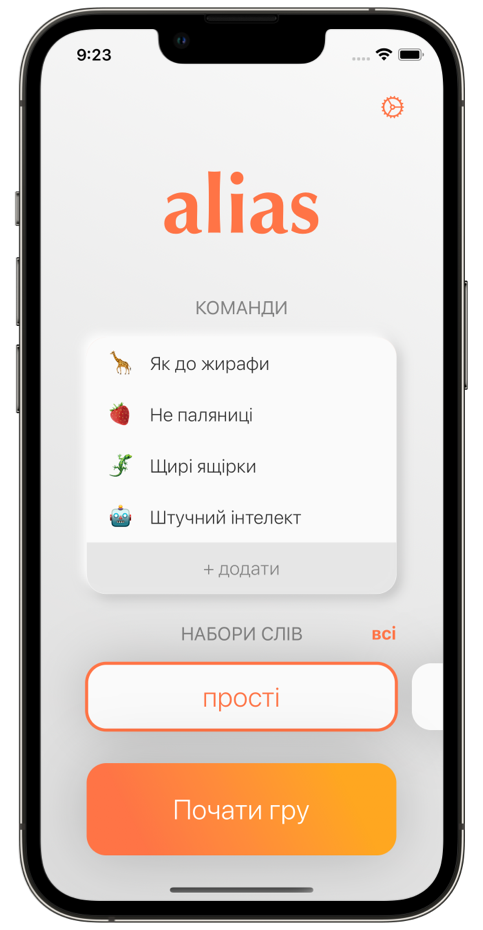 9:23
alias
КОМАНДИ
Як до жирафи
Не паляниці
Щирі ящірки
Штучний інтелект
+ додати
НАБОРИ СЛІВ всі
прості
Почати гру